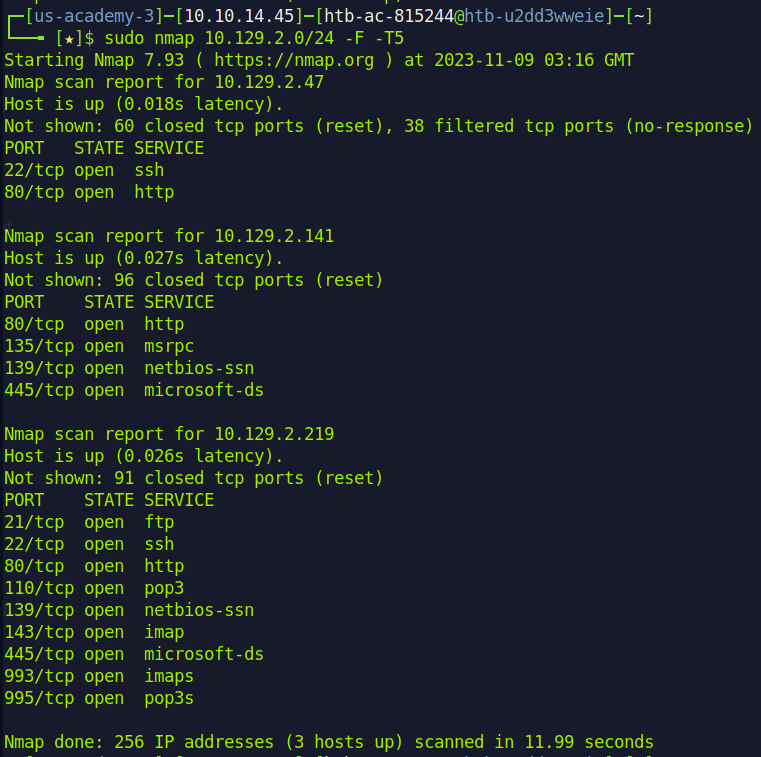 [us-academy-3]─[10.10.14.45]─[htb-ac-815244@htb-u2dd3wweie]─[~]
[★]$ sudo nmap 10.129.2.0/24 -F -T5
Starting Nmap 7.93 ( https://nmap.org ) at 2023-11-09 03:16 GMT
Nmap scan report for 10.129.2.47
Host is up (0.018s latency).
Not shown: 60 closed tcp ports (reset), 38 filtered tcp ports (no-response)
PORT   STATE SERVICE
22/tcp open  ssh
80/tcp open  http

Nmap scan report for 10.129.2.141
Host is up (0.027s latency).
Not shown: 96 closed tcp ports (reset)
PORT    STATE SERVICE
80/tcp  open  http
135/tcp open  msrpc
139/tcp open  netbios-ssn
445/tcp open  microsoft-ds

Nmap scan report for 10.129.2.219
Host is up (0.026s latency).
Not shown: 91 closed tcp ports (reset)
PORT    STATE SERVICE
21/tcp  open  ftp
22/tcp  open  ssh
80/tcp  open  http
110/tcp open  pop3
139/tcp open  netbios-ssn
143/tcp open  imap
445/tcp open  microsoft-ds
993/tcp open  imaps
995/tcp open  pop3s

Nmap done: 256 IP addresses (3 hosts up) scanned in 11.99 seconds